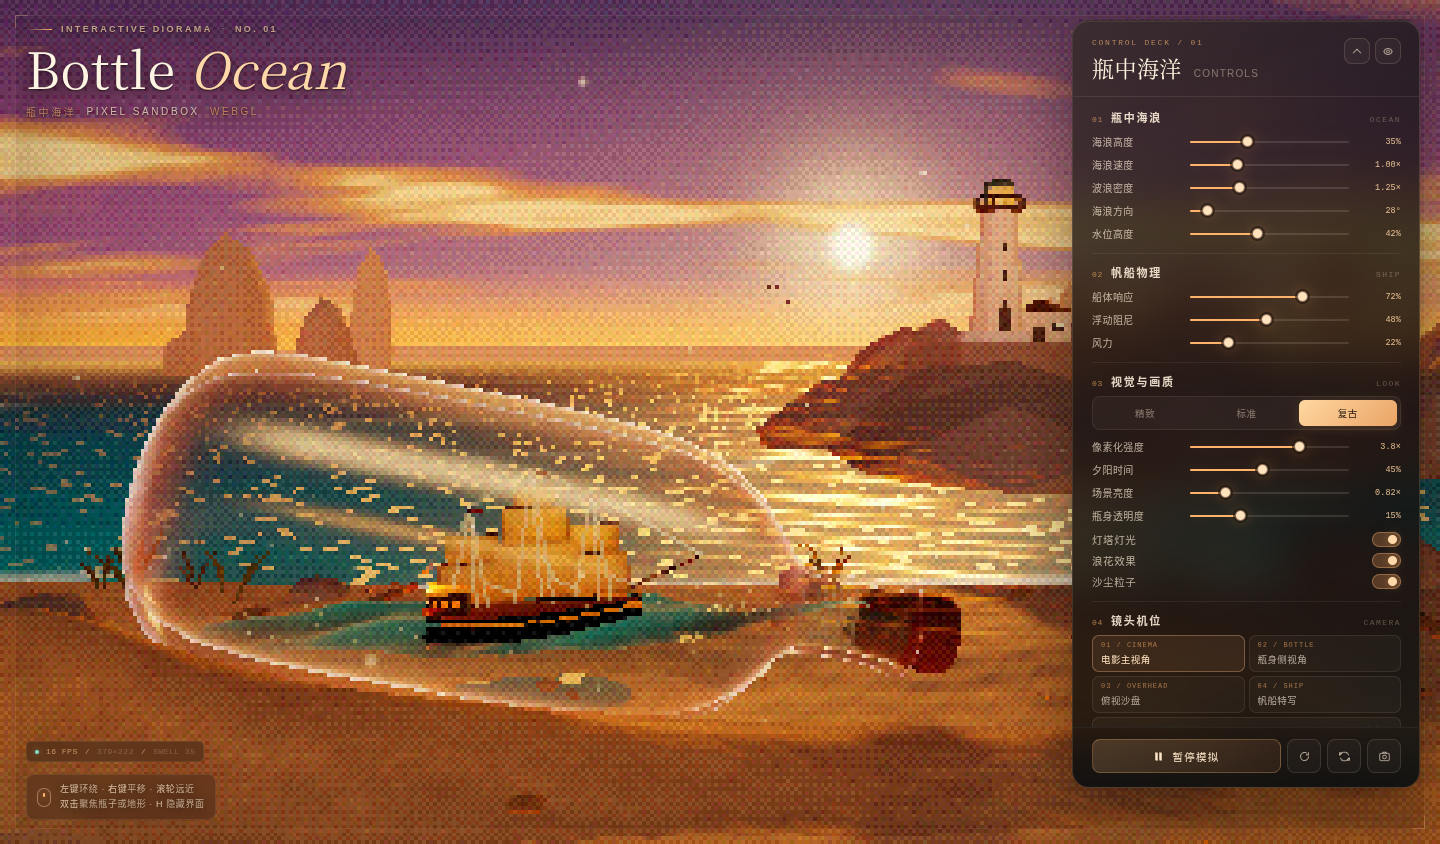 INTERACTIVE DIORAMA · NO. 01
Bottle Ocean
瓶中海洋 PIXEL SANDBOX WEBGL
CONTROL DECK / 01
瓶中海洋 CONTROLS
01 瓶中海浪 OCEAN
海浪高度 35%
海浪速度 1.00×
波浪密度 1.25×
海浪方向 28°
水位高度 42%
02 帆船物理 SHIP
船体响应 72%
浮动阻尼 48%
风力 22%
03 视觉与画质 LOOK
精致 标准 复古
像素化强度 3.8×
夕阳时间 45%
场景亮度 0.82×
瓶身透明度 15%
灯塔灯光
浪花效果
沙尘粒子
04 镜头机位 CAMERA
01 / CINEMA
电影主视角
02 / BOTTLE
瓶身侧视角
03 / OVERHEAD
俯视沙盘
04 / SHIP
帆船特写
暂停模拟
16 FPS / 379×222 / SWELL 35
左键环绕 · 右键平移 · 滚轮远近
双击聚焦瓶子或地形 · H 隐藏界面